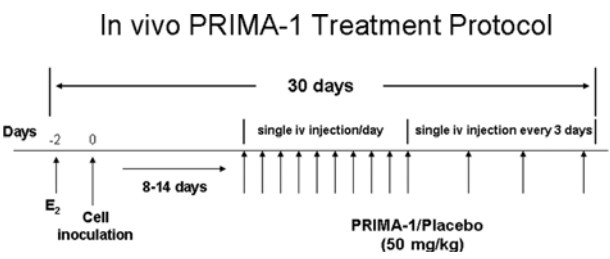 In vivo PRIMA-1 Treatment Protocol
30 days
single iv injection/day single iv injection every 3 days
Days -2 0
8-14 days
E₂
Cell
inoculation
PRIMA-1/Placebo
(50 mg/kg)